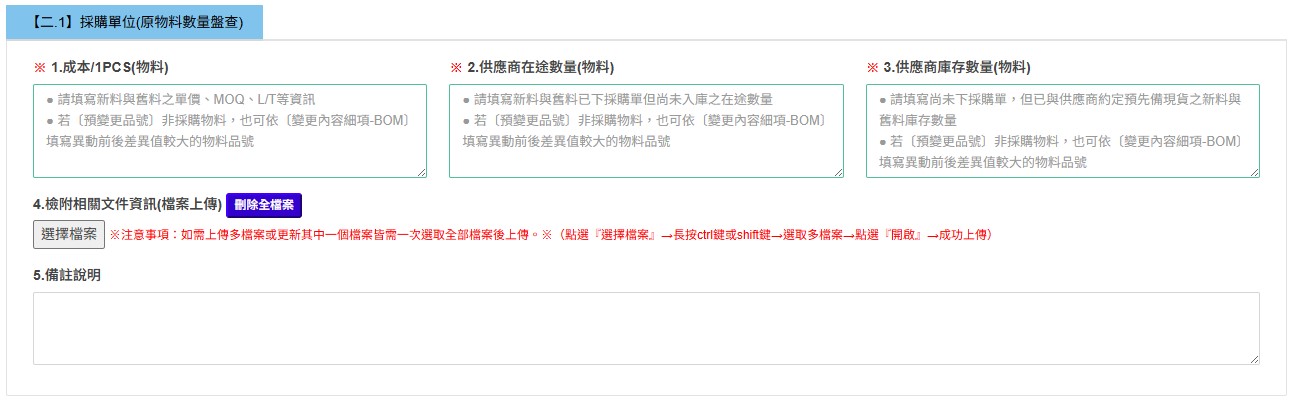 【二.1】採購單位(原物料數量盤查)
※ 1.成本/1PCS(物料)
● 請填寫新料與舊料之單價、MOQ、L/T等資訊
● 若〔預變更品號〕非採購物料，也可依〔變更內容細項-BOM〕
填寫異動前後差異值較大的物料品號
※ 2.供應商在途數量(物料)
● 請填寫新料與舊料已下採購單但尚未入庫之在途數量
● 若〔預變更品號〕非採購物料，也可依〔變更內容細項-BOM〕
填寫異動前後差異值較大的物料品號
※ 3.供應商庫存數量(物料)
● 請填寫尚未下採購單，但已與供應商約定預先備現貨之新料與
舊料庫存數量
● 若〔預變更品號〕非採購物料，也可依〔變更內容細項-BOM〕
填寫異動前後差異值較大的物料品號
4.檢附相關文件資訊(檔案上傳) 刪除全檔案
選擇檔案 ※注意事項：如需上傳多檔案或更新其中一個檔案皆需一次選取全部檔案後上傳。※（點選『選擇檔案』→長按ctrl鍵或shift鍵→選取多檔案→點選『開啟』→成功上傳）
5.備註說明